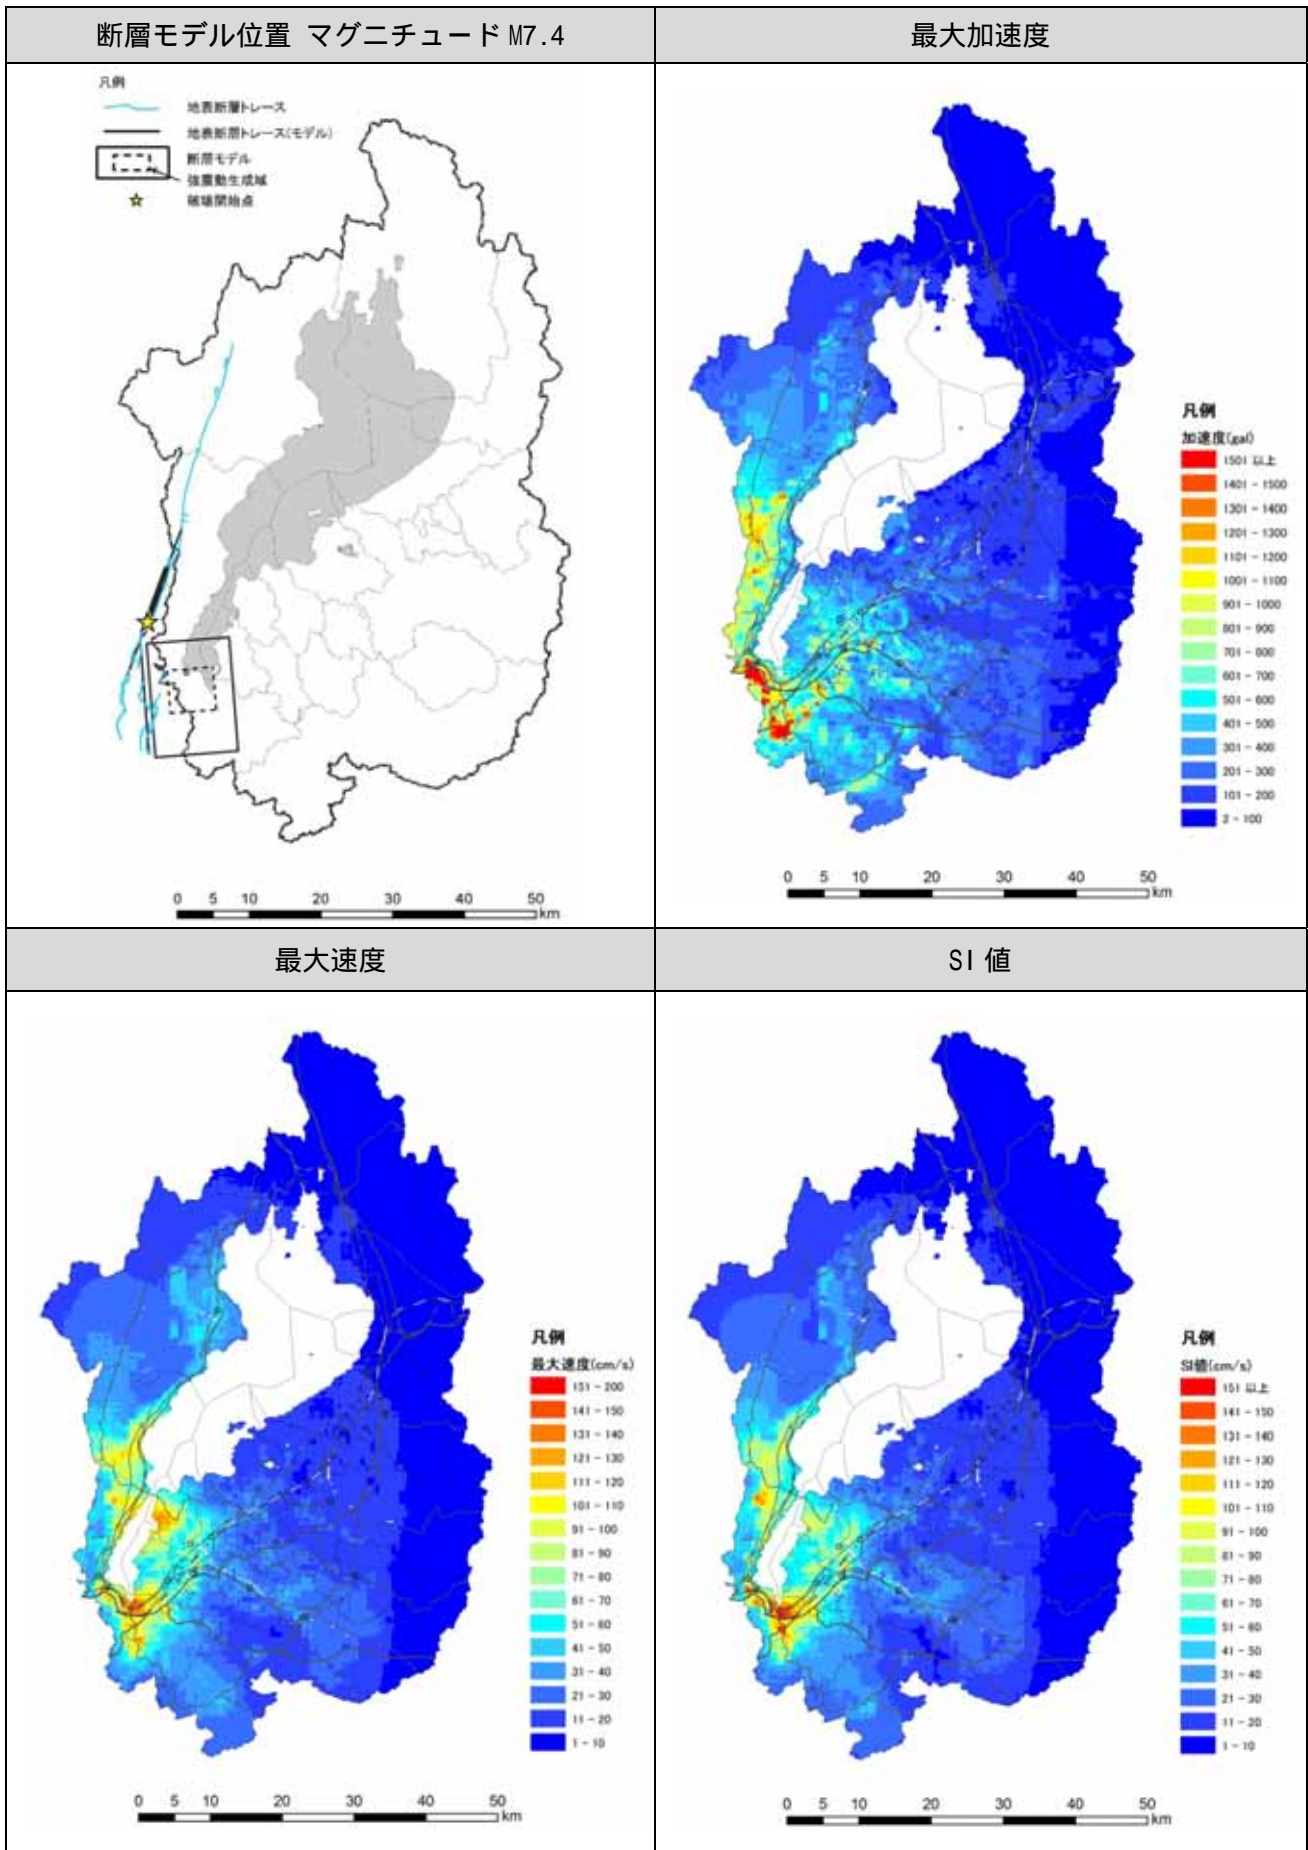 断層モデル位置 マグニチュード M7.4
最大加速度
凡例
地表断層トレース
地表断層トレース(モデル)
断層モデル
強震動生成域
破壊開始点
0 5 10 20 30 40 50
km
凡例
加速度(gal)
1501 以上
1401 - 1500
1301 - 1400
1201 - 1300
1101 - 1200
1001 - 1100
901 - 1000
801 - 900
701 - 800
601 - 700
501 - 600
401 - 500
301 - 400
201 - 300
101 - 200
2 - 100
0 5 10 20 30 40 50
km
最大速度
SI 値
凡例
最大速度(cm/s)
151 - 200
141 - 150
131 - 140
121 - 130
111 - 120
101 - 110
91 - 100
81 - 90
71 - 80
61 - 70
51 - 60
41 - 50
31 - 40
21 - 30
11 - 20
1 - 10
0 5 10 20 30 40 50
km
凡例
SI値(cm/s)
151 以上
141 - 150
131 - 140
121 - 130
111 - 120
101 - 110
91 - 100
81 - 90
71 - 80
61 - 70
51 - 60
41 - 50
31 - 40
21 - 30
11 - 20
1 - 10
0 5 10 20 30 40 50
km